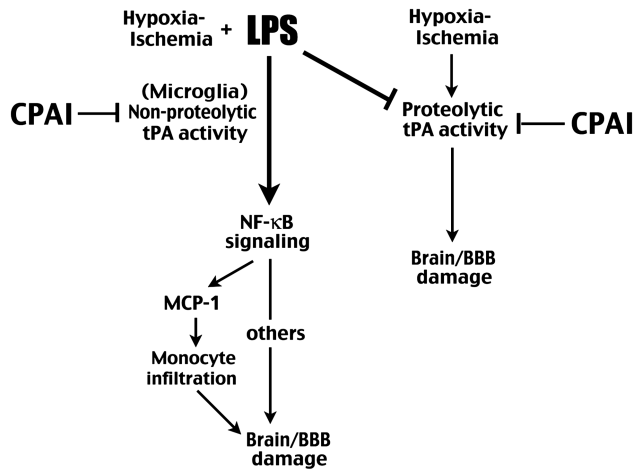 Hypoxia-
Ischemia + LPS
(Microglia)
CPAI Non-proteolytic
tPA activity
NF-κB
signaling
MCP-1
others
Monocyte
infiltration
Brain/BBB
damage
Hypoxia-
Ischemia
Proteolytic
tPA activity CPAI
Brain/BBB
damage